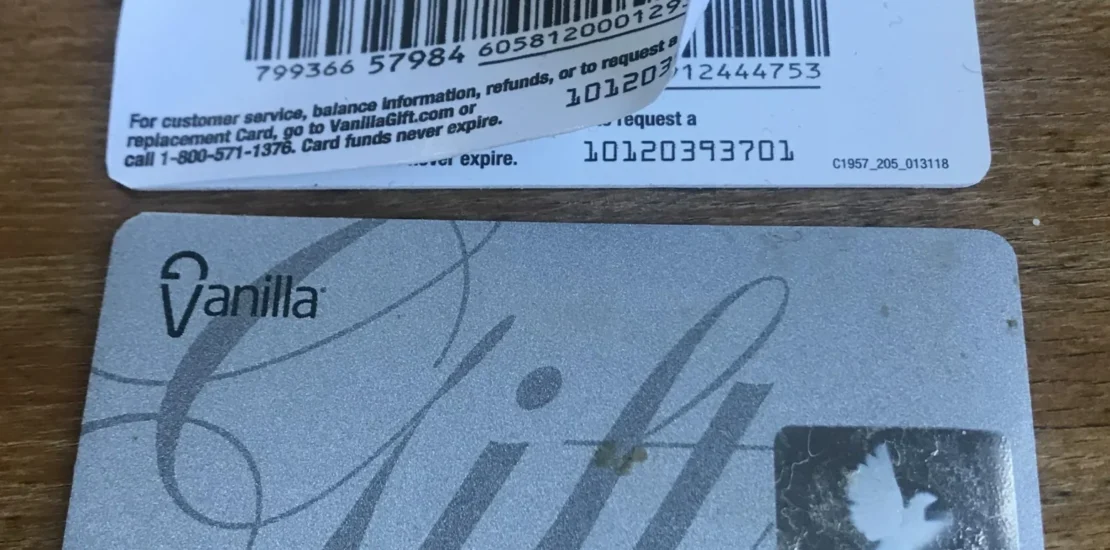 799366 57984 605812000129
12444753
For customer service, balance information, refunds, or to request a
replacement Card, go to VanillaGift.com or
call 1-800-571-1376. Card funds never expire.
101203
request a
expire.
10120393701
C1957_205_013118
Vanilla
Gift